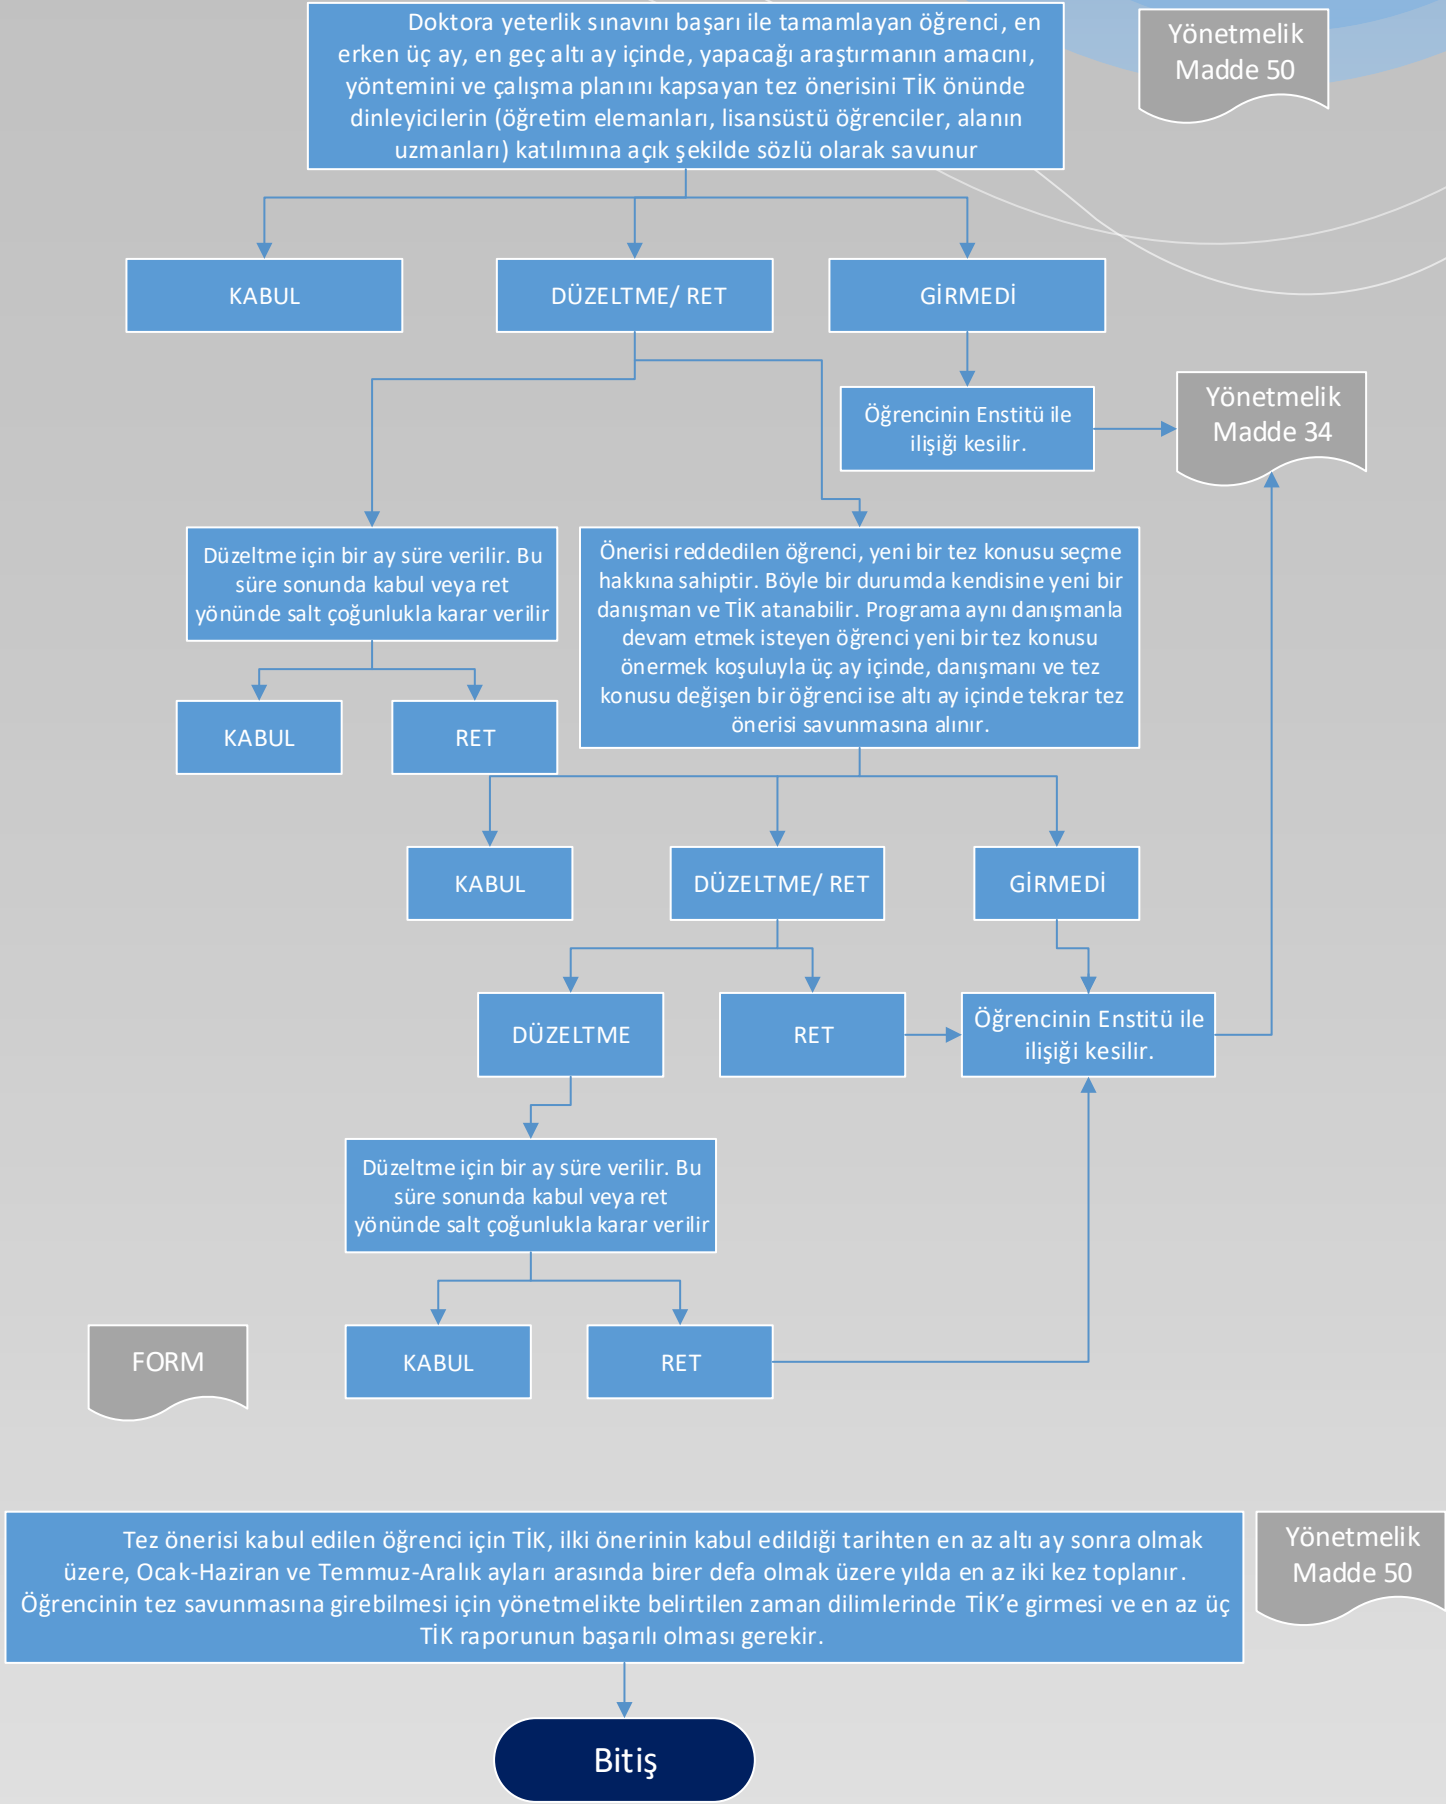 Doktora yeterlik sınavını başarı ile tamamlayan öğrenci, en
erken üç ay, en geç altı ay içinde, yapacağı araştırmanın amacını,
yöntemini ve çalışma planını kapsayan tez önerisini TİK önünde
dinleyicilerin (öğretim elemanları, lisansüstü öğrenciler, alanın
uzmanları) katılımına açık şekilde sözlü olarak savunur
Yönetmelik
Madde 50
KABUL
DÜZELTME/ RET
GİRMEDİ
Öğrencinin Enstitü ile
ilişiği kesilir.
Yönetmelik
Madde 34
Düzeltme için bir ay süre verilir. Bu
süre sonunda kabul veya ret
yönünde salt çoğunlukla karar verilir
Önerisi reddedilen öğrenci, yeni bir tez konusu seçme
hakkına sahiptir. Böyle bir durumda kendisine yeni bir
danışman ve TİK atanabilir. Programa aynı danışmanla
devam etmek isteyen öğrenci yeni bir tez konusu
önermek koşuluyla üç ay içinde, danışmanı ve tez
konusu değişen bir öğrenci ise altı ay içinde tekrar tez
önerisi savunmasına alınır.
KABUL
RET
KABUL
DÜZELTME/ RET
GİRMEDİ
DÜZELTME
RET
Öğrencinin Enstitü ile
ilişiği kesilir.
Düzeltme için bir ay süre verilir. Bu
süre sonunda kabul veya ret
yönünde salt çoğunlukla karar verilir
FORM
KABUL
RET
Tez önerisi kabul edilen öğrenci için TİK, ilki önerinin kabul edildiği tarihten en az altı ay sonra olmak
üzere, Ocak-Haziran ve Temmuz-Aralık ayları arasında birer defa olmak üzere yılda en az iki kez toplanır.
Öğrencinin tez savunmasına girebilmesi için yönetmelikte belirtilen zaman dilimlerinde TİK’e girmesi ve en az üç
TİK raporunun başarılı olması gerekir.
Yönetmelik
Madde 50
Bitiş